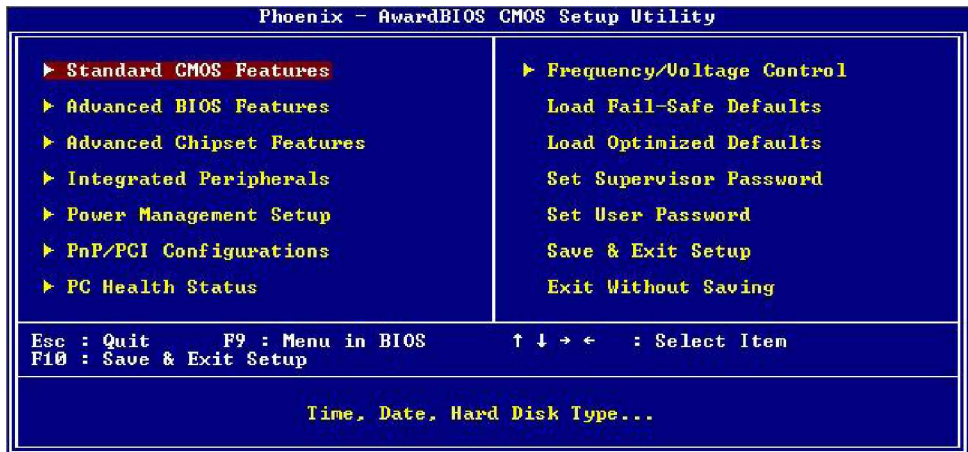 Phoenix - AwardBIOS CMOS Setup Utility
▶ Standard CMOS Features
▶ Advanced BIOS Features
▶ Advanced Chipset Features
▶ Integrated Peripherals
▶ Power Management Setup
▶ PnP/PCI Configurations
▶ PC Health Status
▶ Frequency/Voltage Control
Load Fail-Safe Defaults
Load Optimized Defaults
Set Supervisor Password
Set User Password
Save & Exit Setup
Exit Without Saving
Esc : Quit F9 : Menu in BIOS ↑ ↓ → ← : Select Item
F10 : Save & Exit Setup
Time, Date, Hard Disk Type...